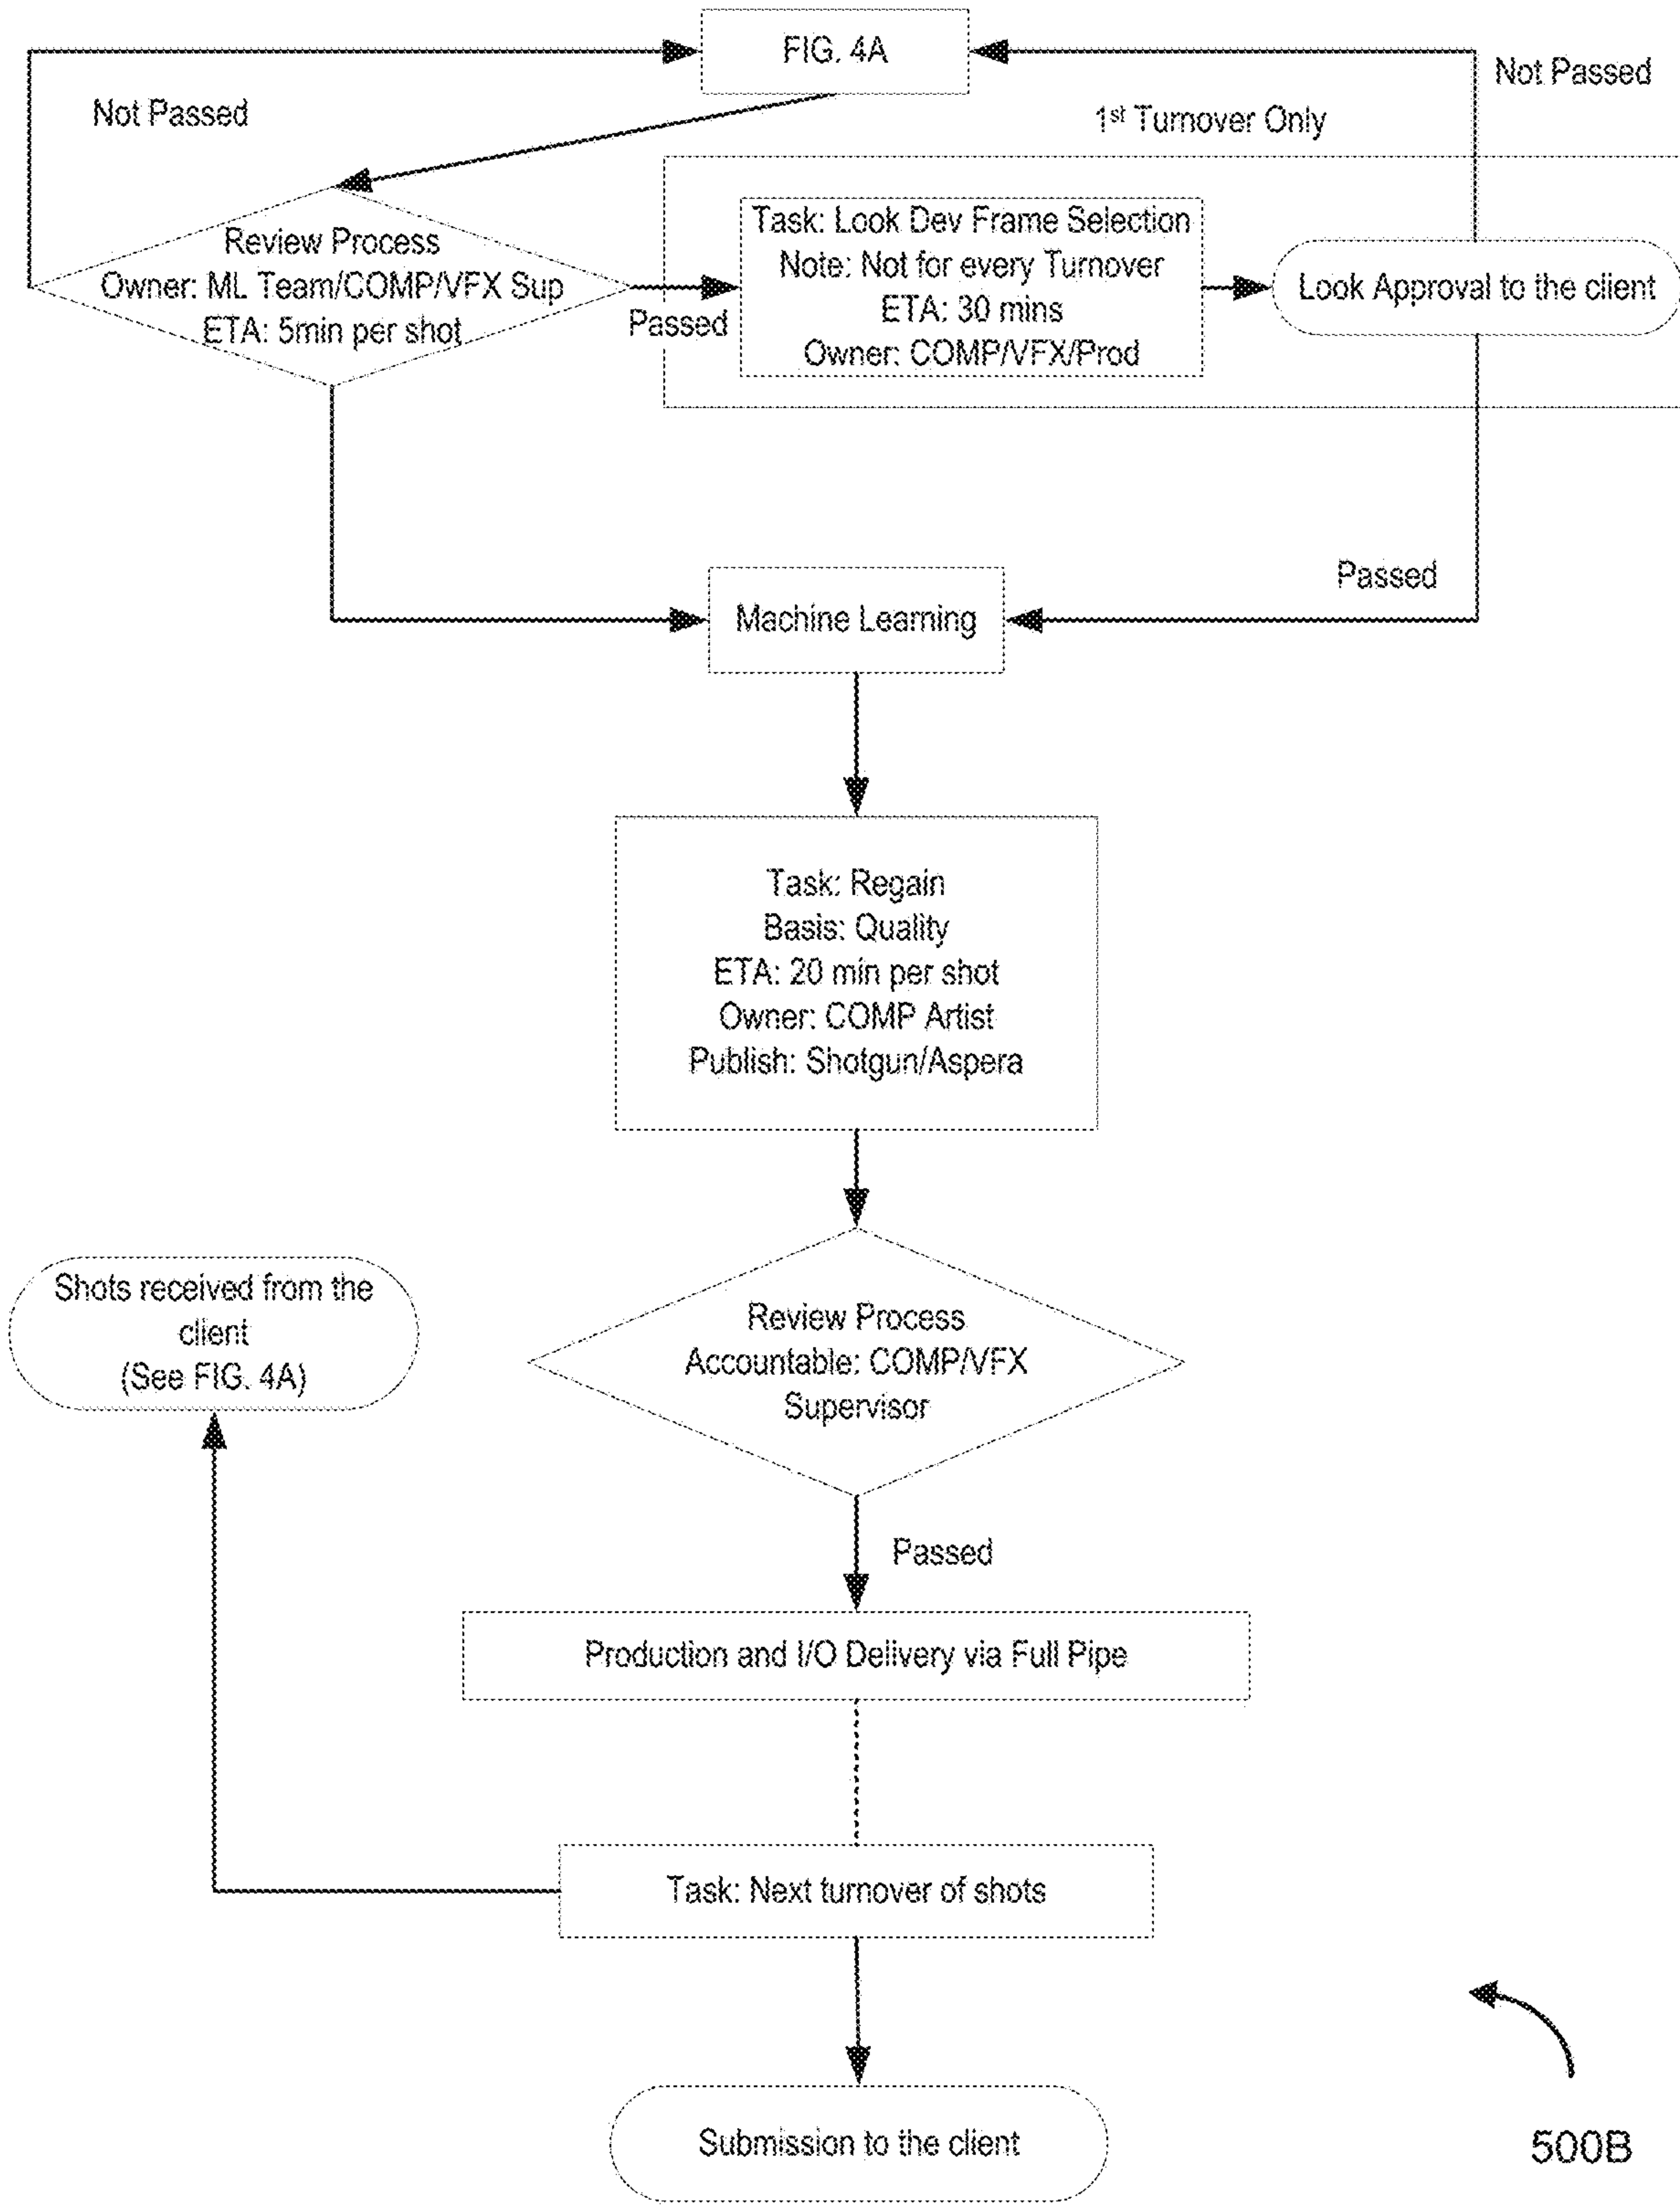 FIG. 4A
Not Passed
Not Passed
1st Turnover Only
Review Process
Owner: ML Team/COMP/VFX Sup
ETA: 5min per shot
Passed
Task: Look Dev Frame Selection
Note: Not for every Turnover
ETA: 30 mins
Owner: COMP/VFX/Prod
Look Approval to the client
Passed
Machine Learning
Task: Regain
Basis: Quality
ETA: 20 min per shot
Owner: COMP Artist
Publish: Shotgun/Aspera
Shots received from the
client
(See FIG. 4A)
Review Process
Accountable: COMP/VFX
Supervisor
Passed
Production and I/O Delivery via Full Pipe
Task: Next turnover of shots
Submission to the client
500B